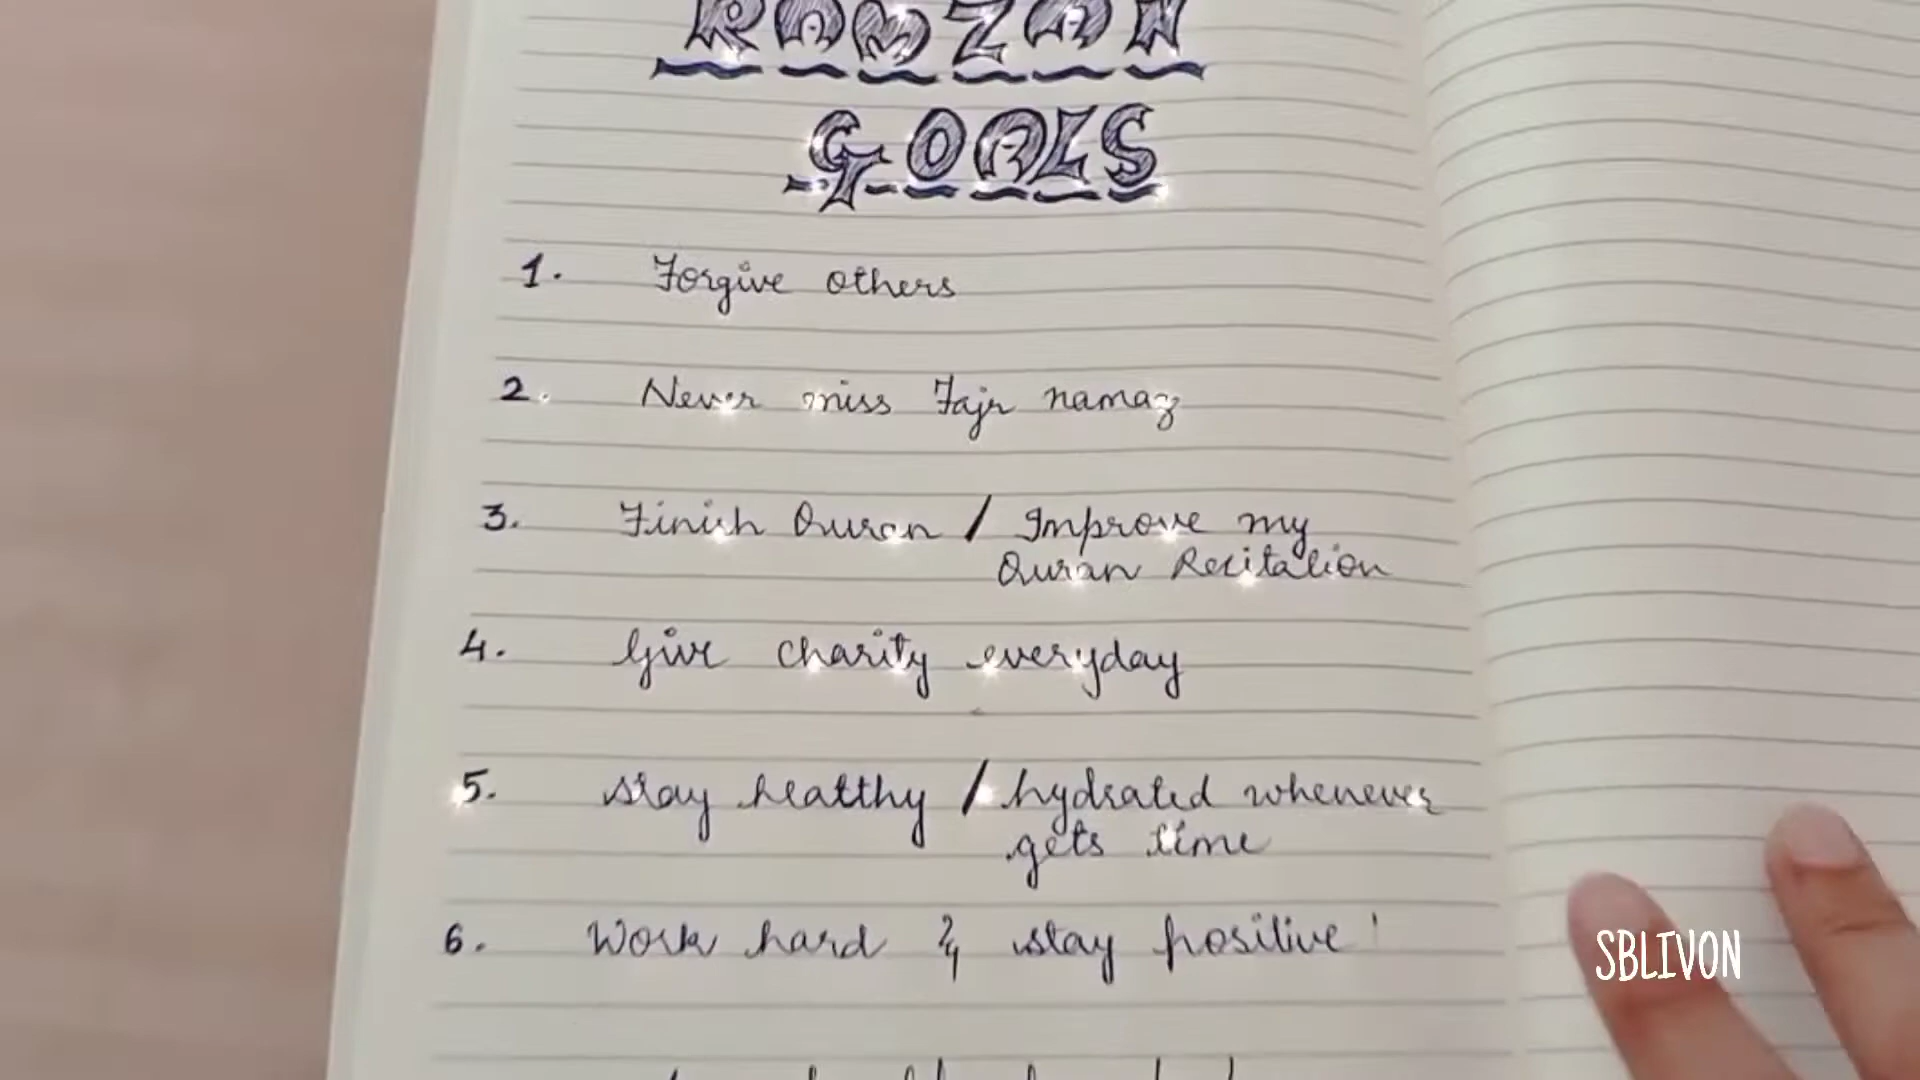 RAMZAN
GOALS
1. Forgive others
2. Never miss Fajr namaz
3. Finish Quran / Improve my
Quran Recitation
4. Give charity everyday
5. stay healthy / hydrated whenever
gets time
6. Work hard & stay positive !
SBLIVON